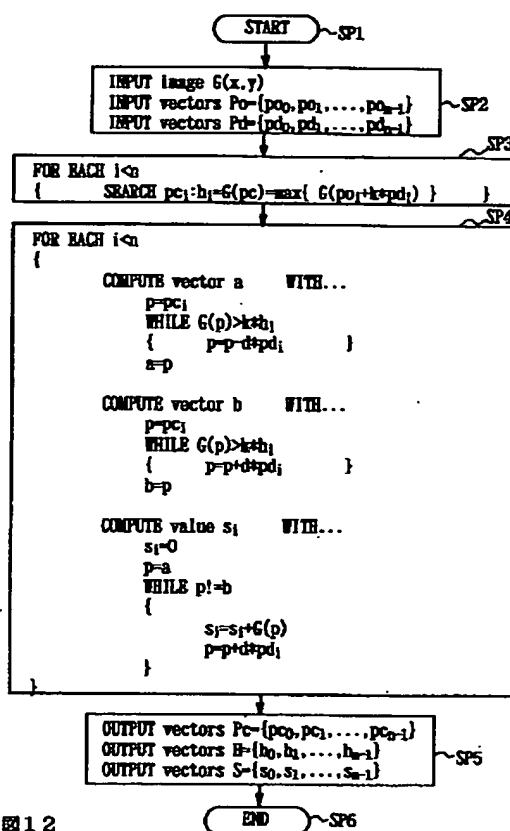 START
SP1
INPUT image G(x,y)
INPUT vectors Po={po₀,po₁,...,poₙ₋₁}
INPUT vectors Pd={pd₀,pd₁,...,pdₙ₋₁}
SP2
SP3
FOR EACH i<n
{ SEARCH pcᵢ:hᵢ=G(pc)=max{ G(poᵢ+k*pdᵢ) } }
SP4
FOR EACH i<n
{
COMPUTE vector a WITH...
p=pcᵢ
WHILE G(p)>k*hᵢ
{ p=p-d*pdᵢ }
a=p
COMPUTE vector b WITH...
p=pcᵢ
WHILE G(p)>k*hᵢ
{ p=p+d*pdᵢ }
b=p
COMPUTE value sᵢ WITH...
sᵢ=0
p=a
WHILE p!=b
{
sᵢ=sᵢ+G(p)
p=p+d*pdᵢ
}
}
OUTPUT vectors Pc={pc₀,pc₁,...,pcₙ₋₁}
OUTPUT vectors H={h₀,h₁,...,hₙ₋₁}
OUTPUT vectors S={s₀,s₁,...,sₙ₋₁}
SP5
END
SP6
図12